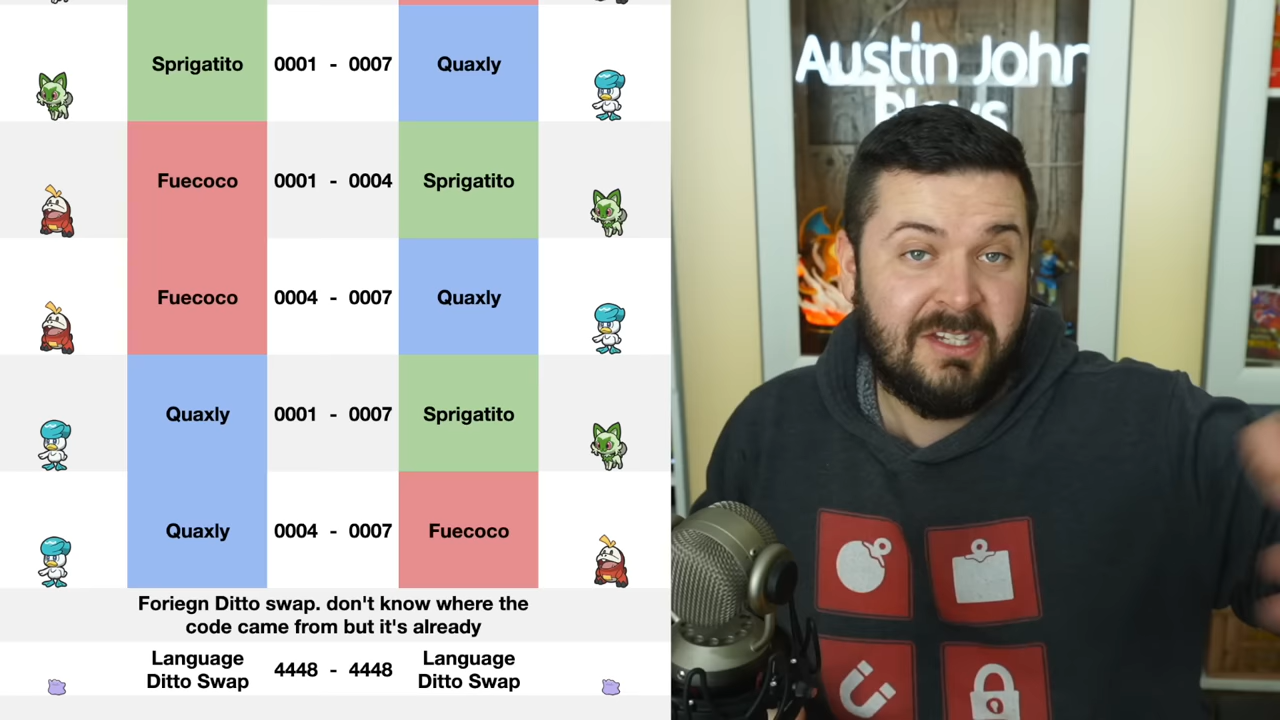 Sprigatito 0001 - 0007 Quaxly
Fuecoco 0001 - 0004 Sprigatito
Fuecoco 0004 - 0007 Quaxly
Quaxly 0001 - 0007 Sprigatito
Quaxly 0004 - 0007 Fuecoco
Foriegn Ditto swap. don't know where the
code came from but it's already
Language
Ditto Swap
4448 - 4448
Language
Ditto Swap
Austin John
Plays